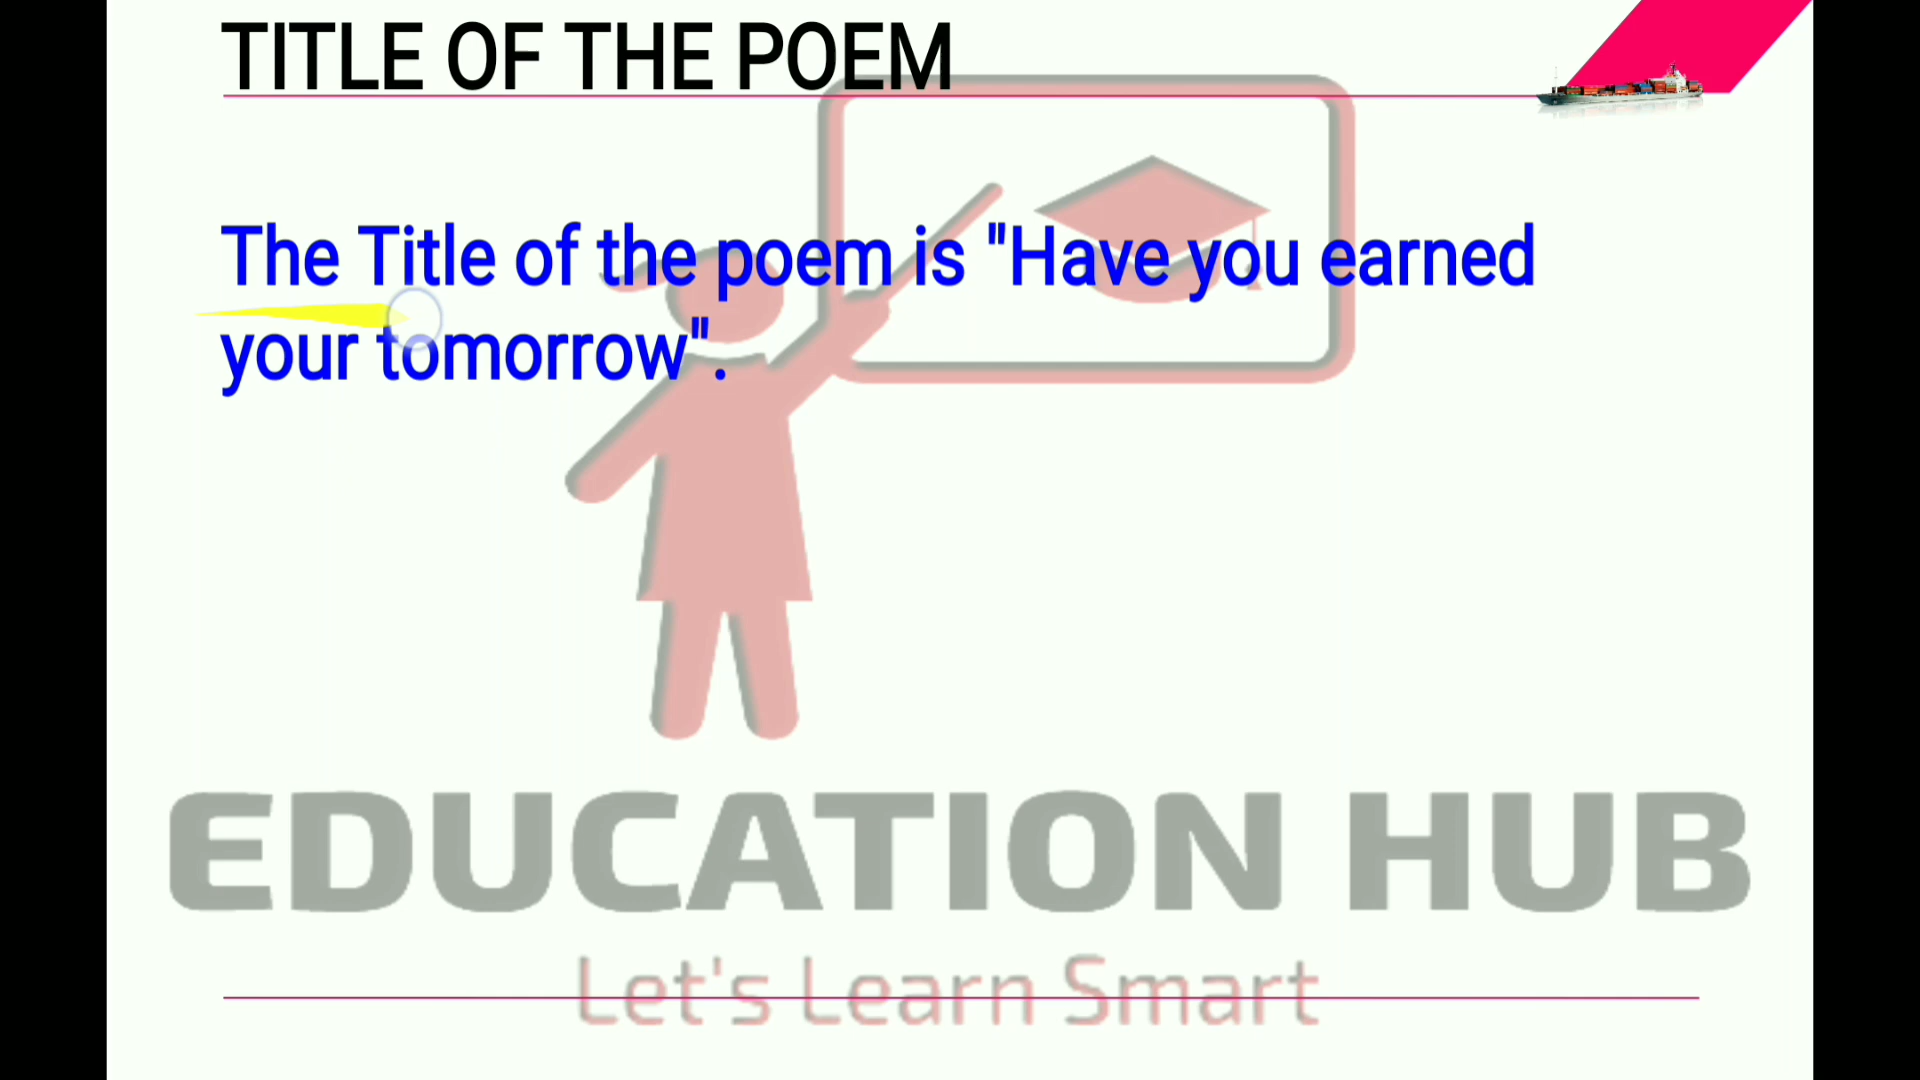 TITLE OF THE POEM
The Title of the poem is "Have you earned
your tomorrow".
EDUCATION HUB
Let's Learn Smart